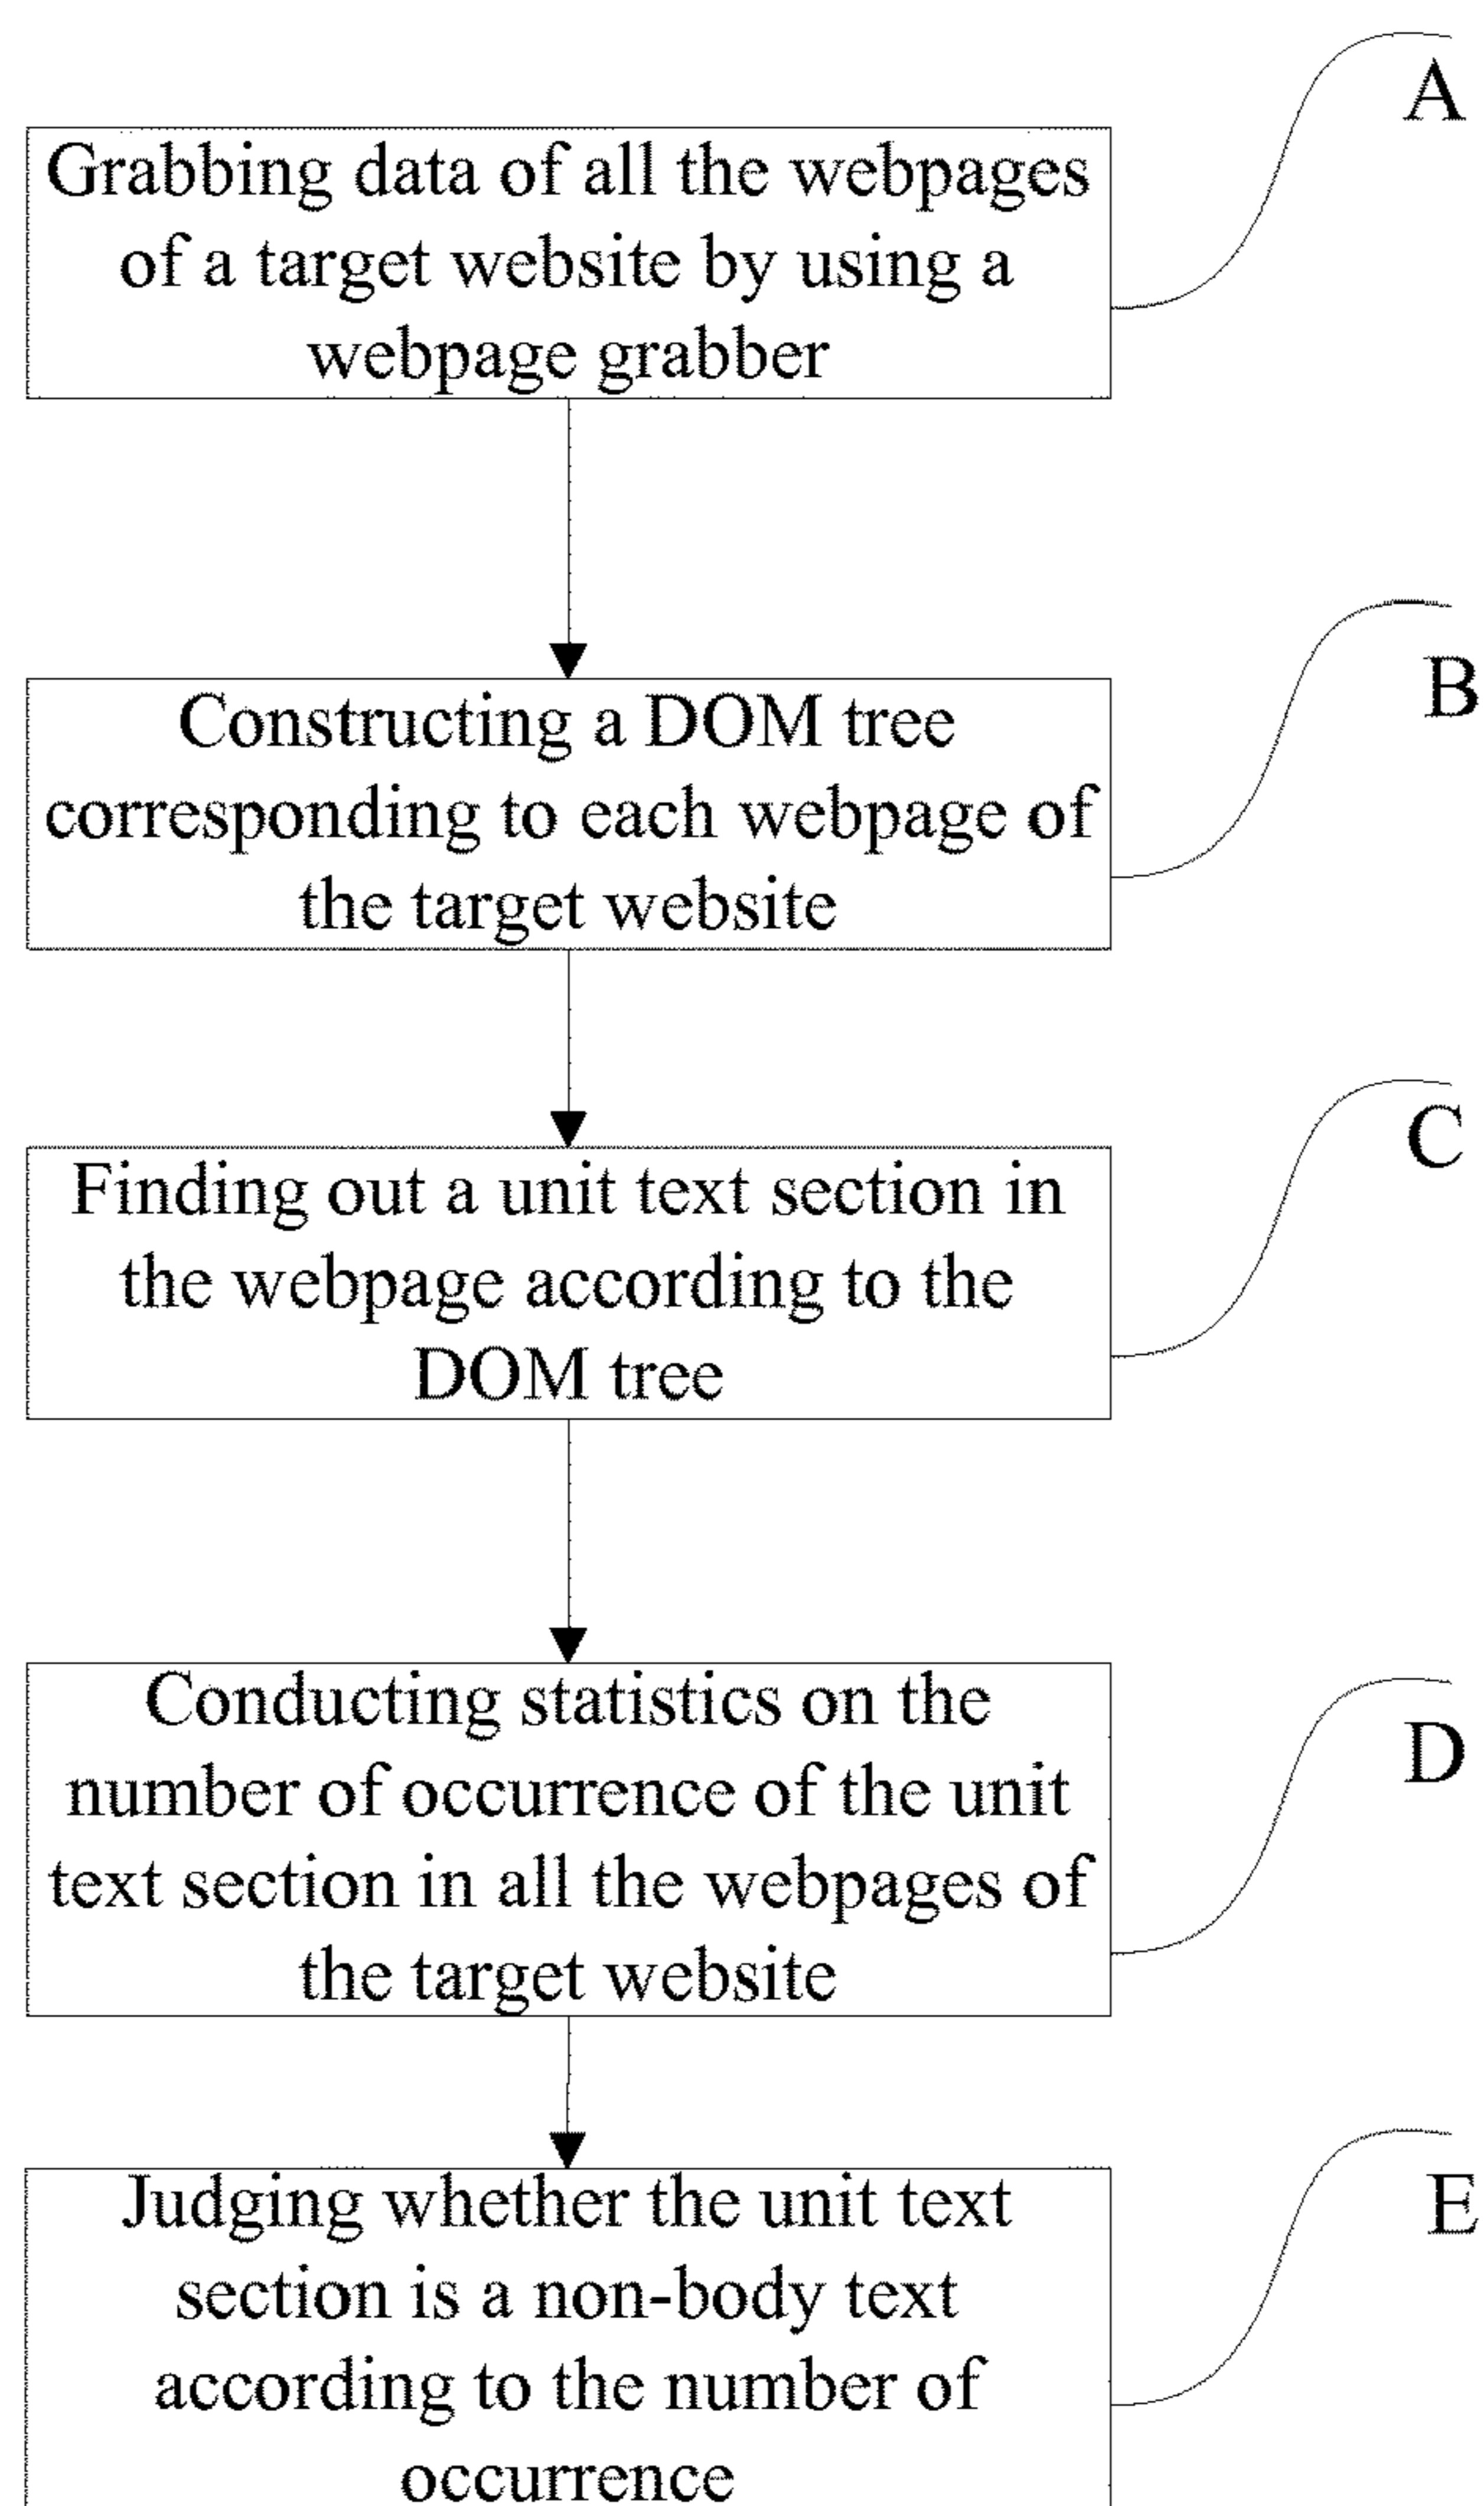 A
Grabbing data of all the webpages
of a target website by using a
webpage grabber
B
Constructing a DOM tree
corresponding to each webpage of
the target website
C
Finding out a unit text section in
the webpage according to the
DOM tree
D
Conducting statistics on the
number of occurrence of the unit
text section in all the webpages of
the target website
E
Judging whether the unit text
section is a non-body text
according to the number of
occurrence